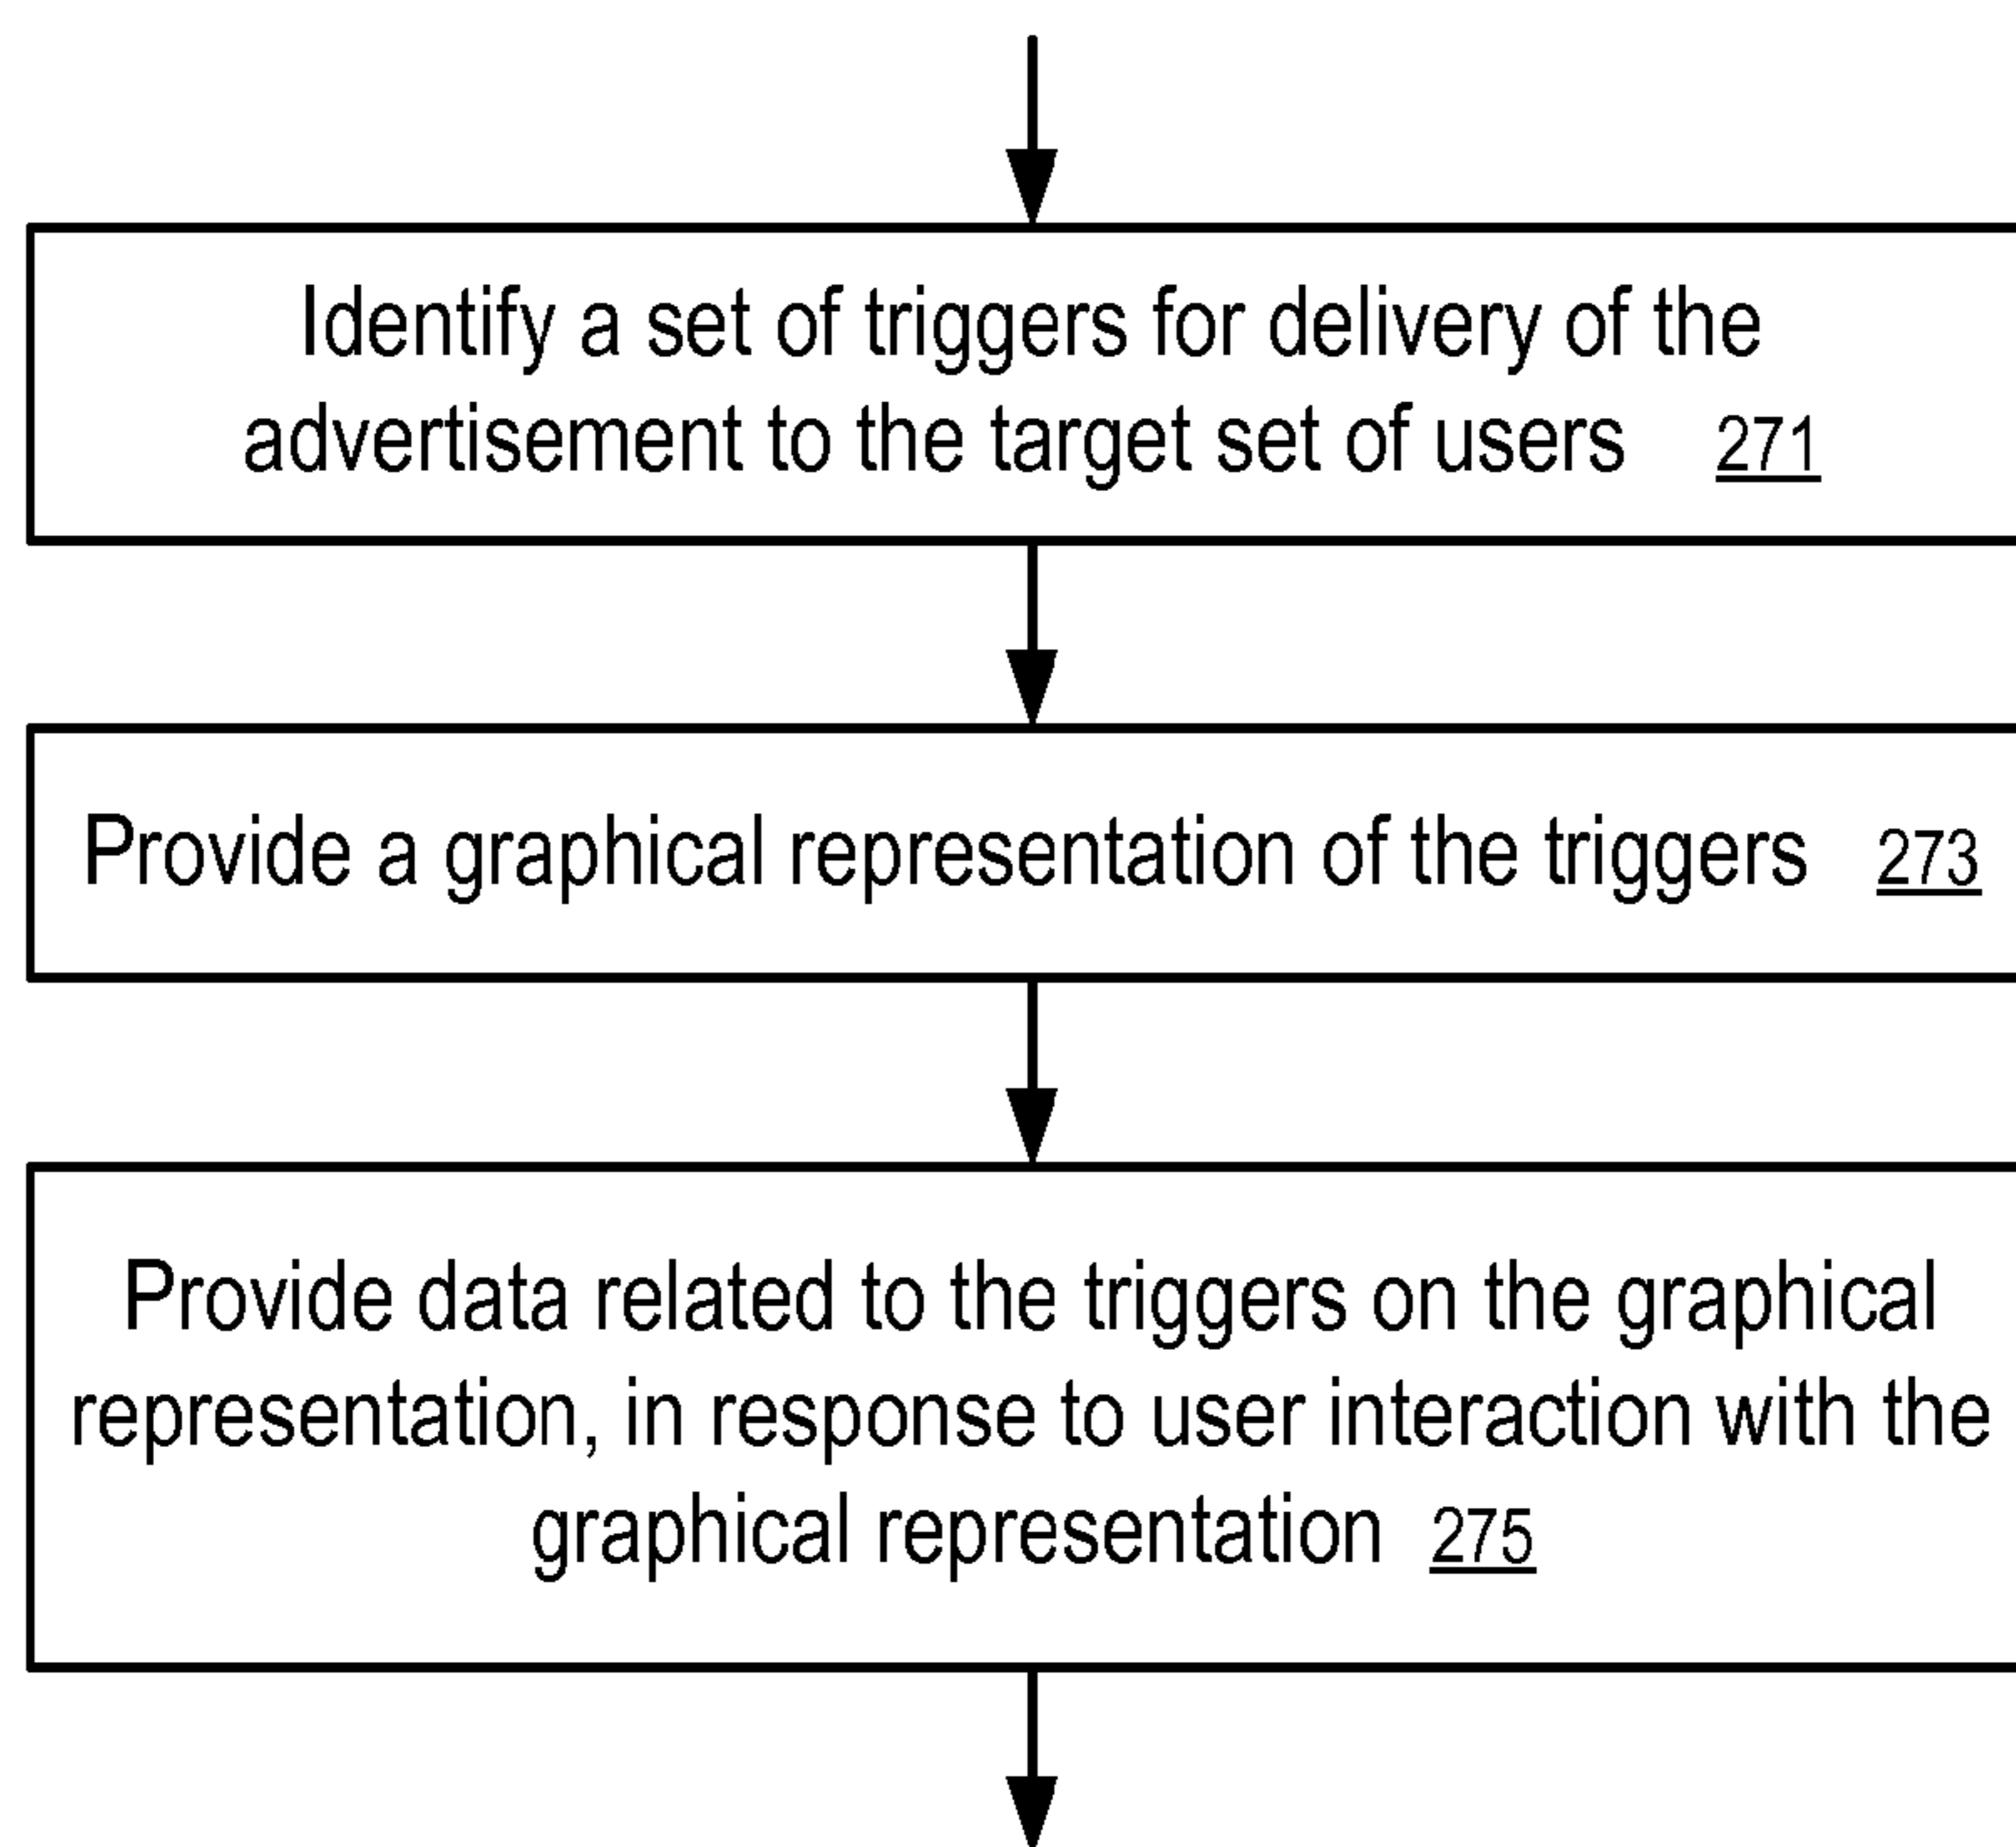 Identify a set of triggers for delivery of the
advertisement to the target set of users 271
Provide a graphical representation of the triggers 273
Provide data related to the triggers on the graphical
representation, in response to user interaction with the
graphical representation 275